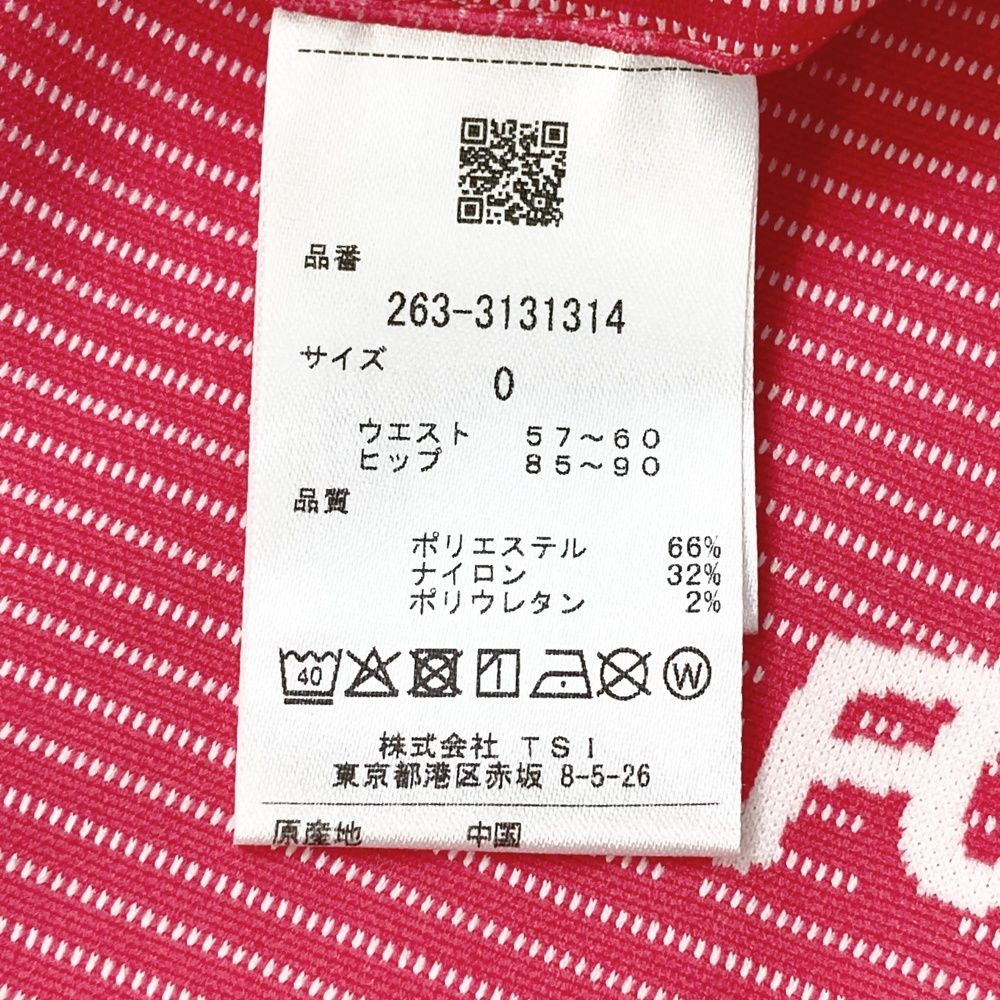 品番
263-3131314
サイズ
0
ウエスト 57～60
ヒップ 85～90
品質
ポリエステル 66%
ナイロン 32%
ポリウレタン 2%
40 W
株式会社 TSI
東京都港区赤坂 8-5-26
原産地 中国